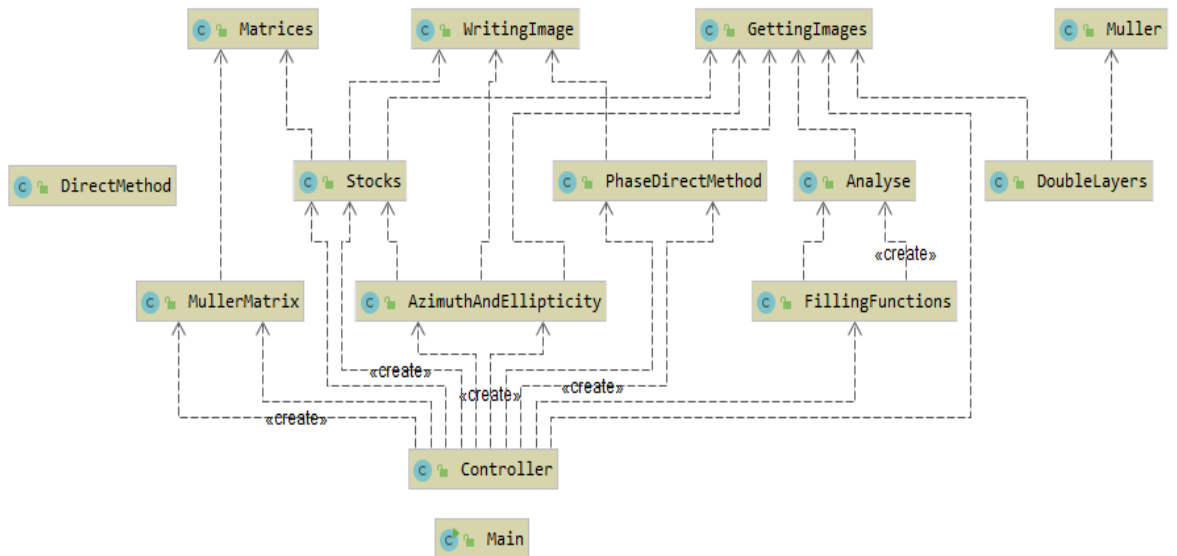 C Matrices
C WritingImage
C GettingImages
C Muller
C DirectMethod
C Stocks
C PhaseDirectMethod
C Analyse
C DoubleLayers
«create»
C MullerMatrix
C AzimuthAndEllipticity
C FillingFunctions
«create»
«create»
«create»
«create»
C Controller
C Main